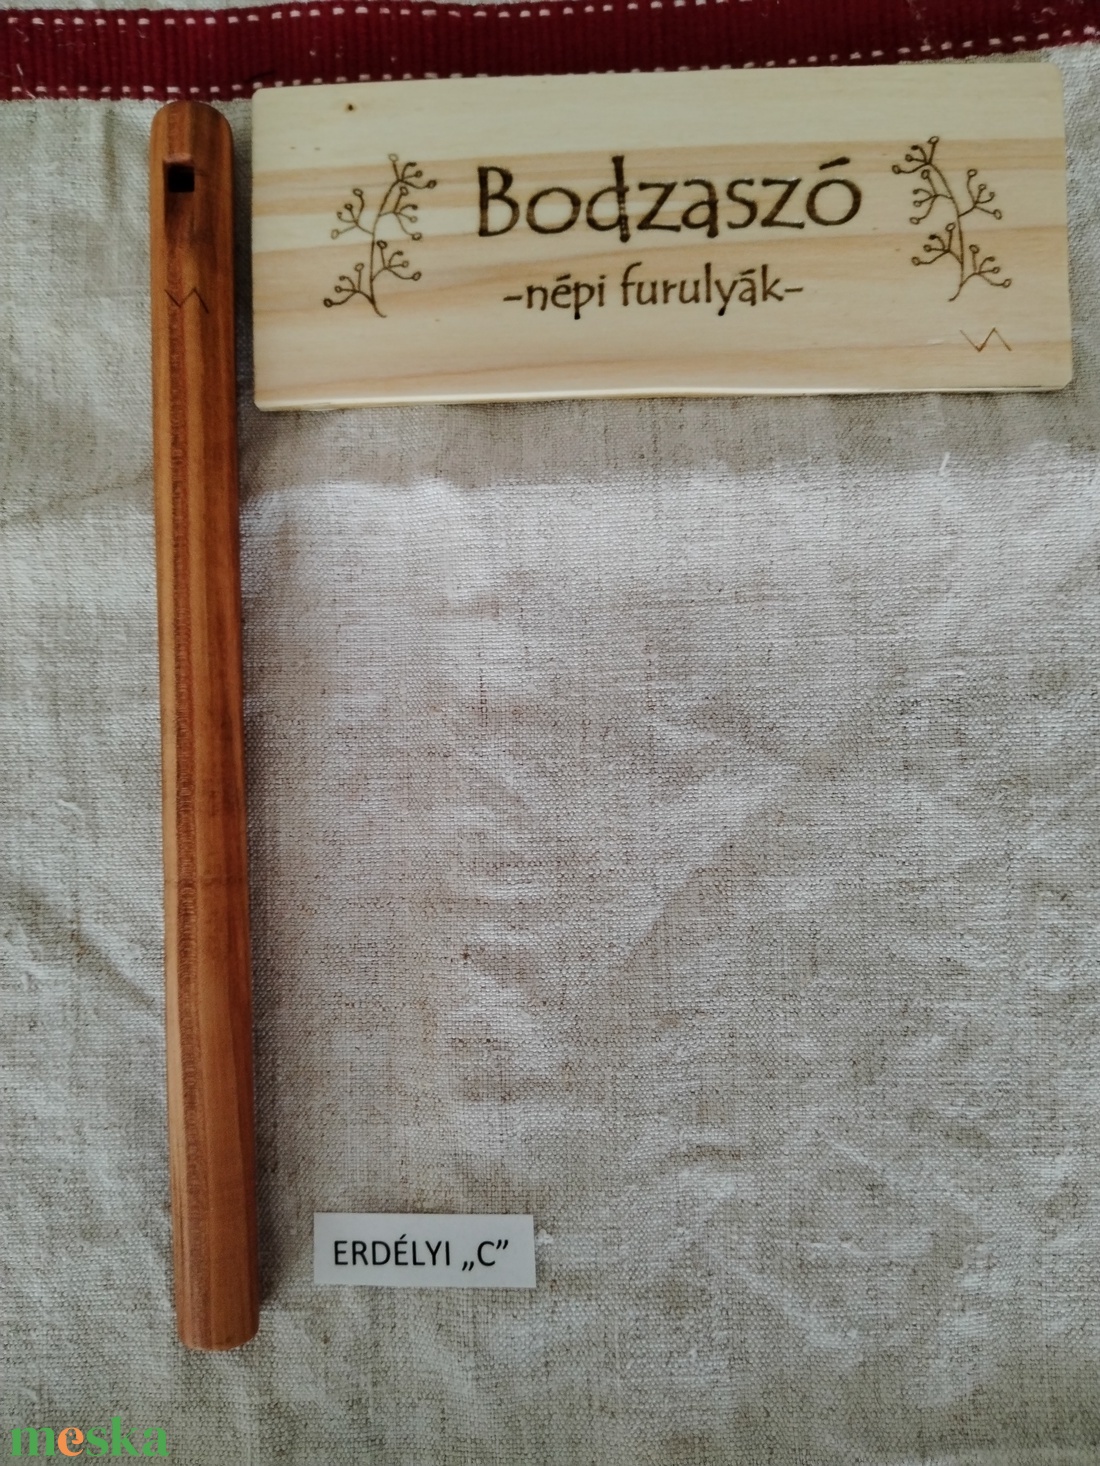 Bodzaszó
-népi furulyák-
ERDÉLYI „C”
meska